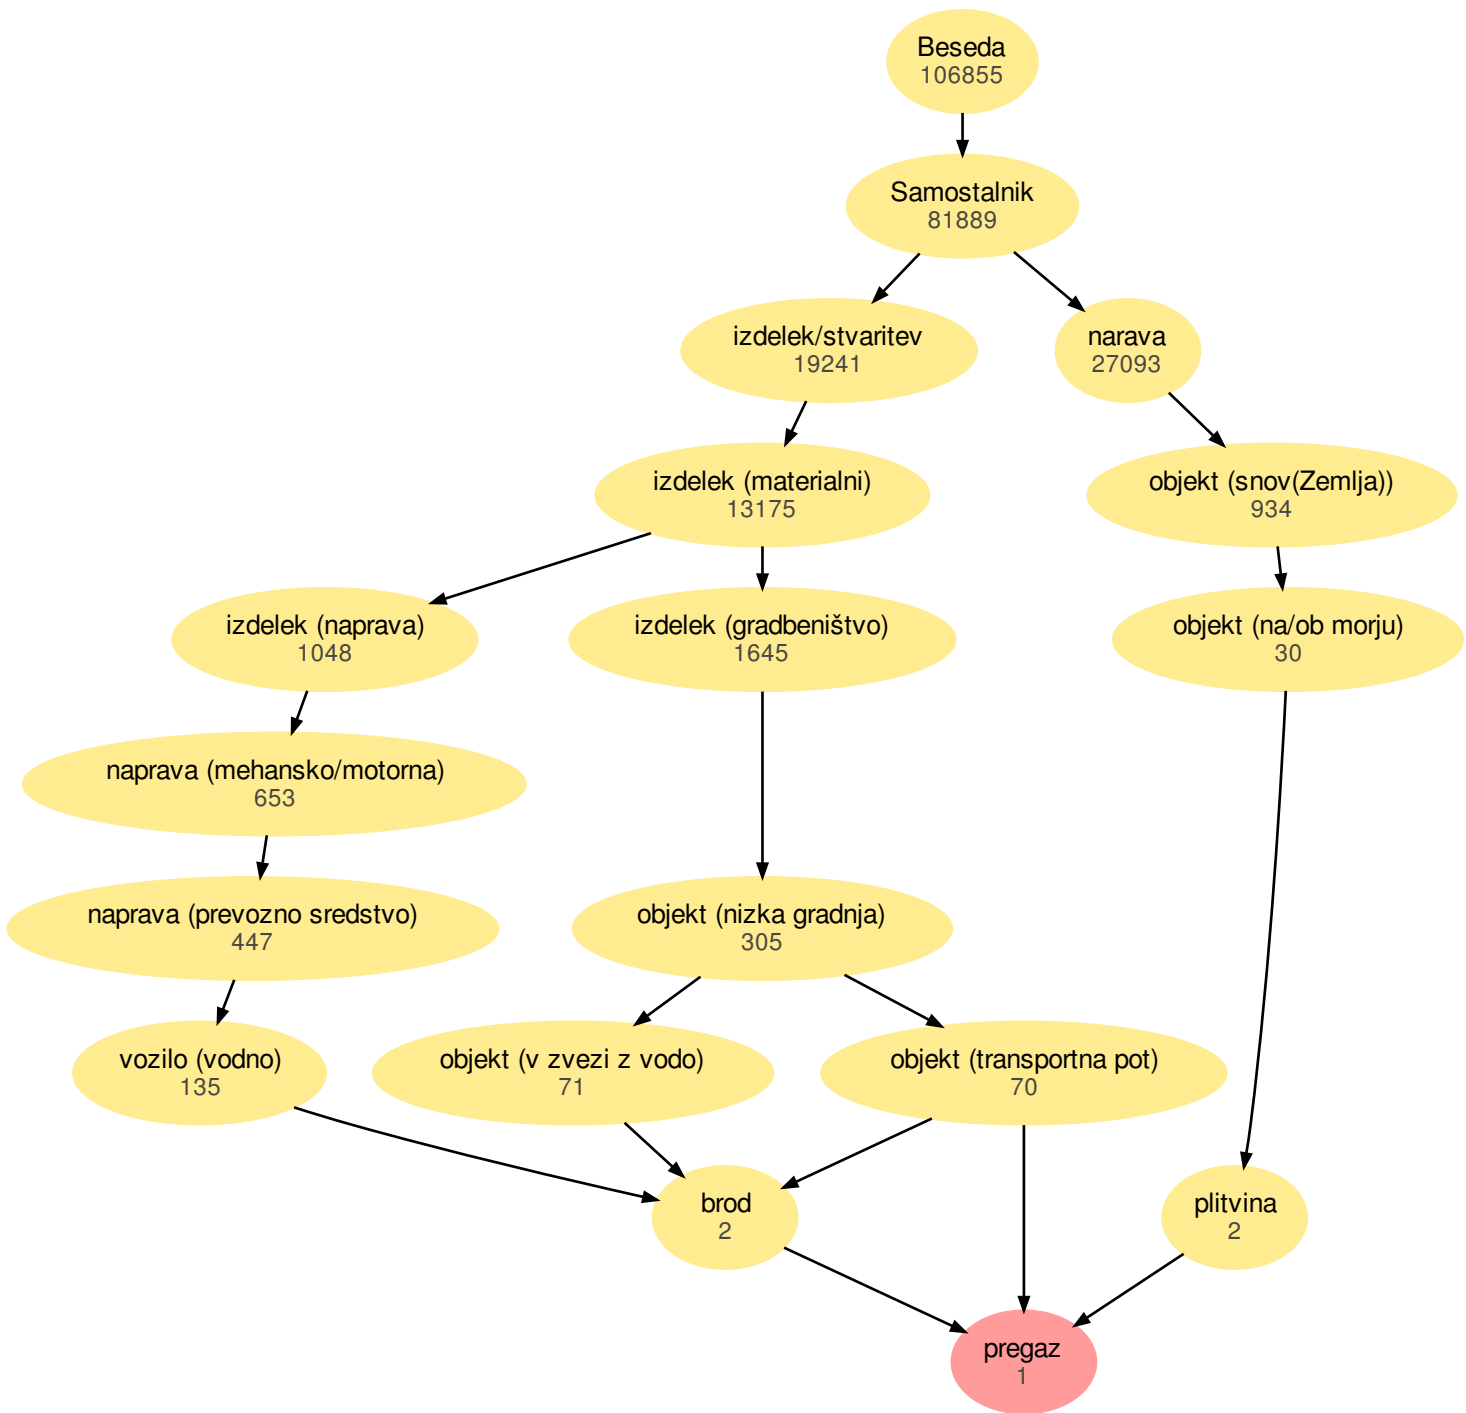 Beseda
106855
Samostalnik
81889
izdelek/stvaritev
19241
narava
27093
izdelek (materialni)
13175
objekt (snov(Zemlja))
934
izdelek (naprava)
1048
izdelek (gradbeništvo)
1645
objekt (na/ob morju)
30
naprava (mehansko/motorna)
653
naprava (prevozno sredstvo)
447
objekt (nizka gradnja)
305
vozilo (vodno)
135
objekt (v zvezi z vodo)
71
objekt (transportna pot)
70
brod
2
plitvina
2
pregaz
1